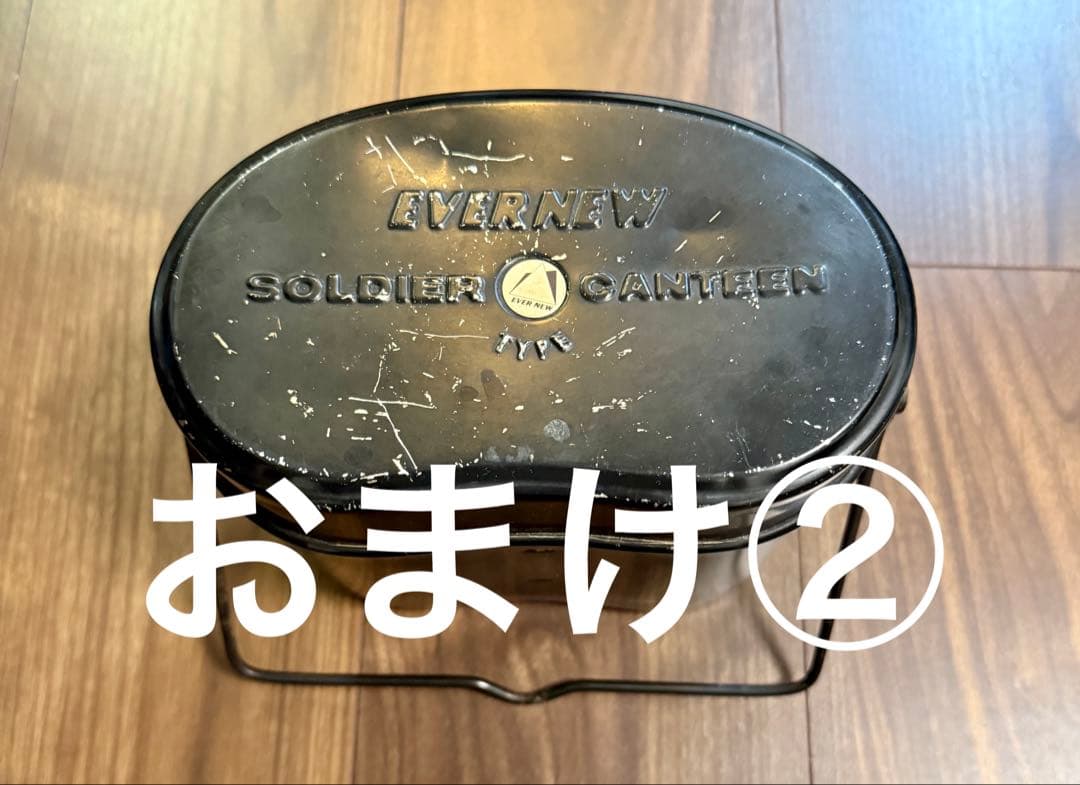 EVERNEW
SOLDIER CANTEEN
EVER NEW
TYPE
おまけ②